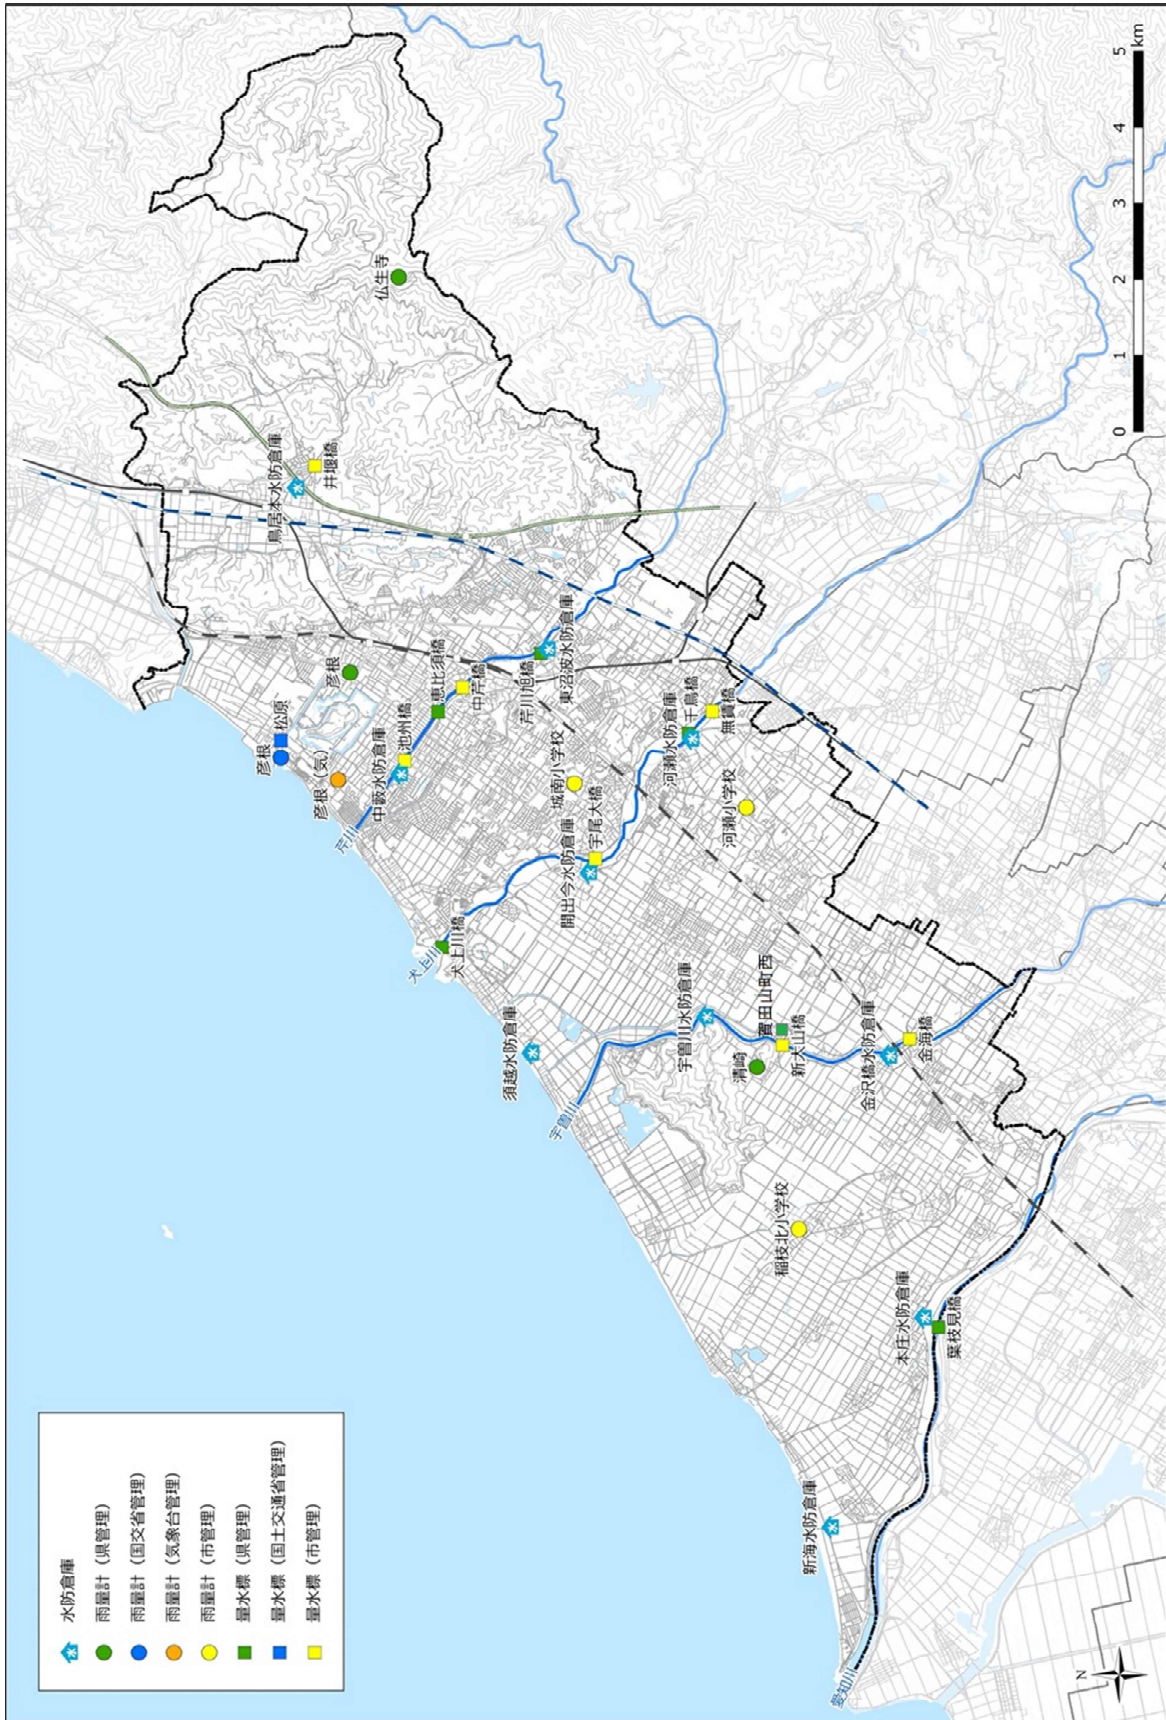 水防倉庫
雨量計（県管理）
雨量計（国交省管理）
雨量計（気象台管理）
雨量計（市管理）
量水標（県管理）
量水標（国土交通省管理）
量水標（市管理）
仏生寺
鳥居本水防倉庫
井堰橋
彦根
松原
彦根
彦根（気）
芹川
中藪水防倉庫
池州橋
恵比須橋
中芹橋
芹川旭橋
東沼波水防倉庫
城南小学校
開出今水防倉庫
宇尾大橋
河瀬水防倉庫
千鳥橋
無賃橋
河瀬小学校
犬上川
犬上川橋
須越水防倉庫
宇曽川
宇曽川水防倉庫
賀田山町西
清崎
新大山橋
金沢橋水防倉庫
金海橋
稲枝北小学校
本庄水防倉庫
葉枝見橋
新海水防倉庫
愛知川
N
0 1 2 3 4 5
km